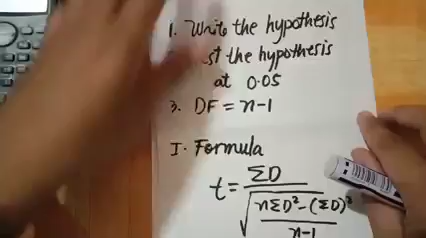 1. Write the hypothesis
st the hypothesis
at 0.05
3. DF = n-1
I. Formula
t = ΣD / √((nΣD² - (ΣD)²) / (n-1))